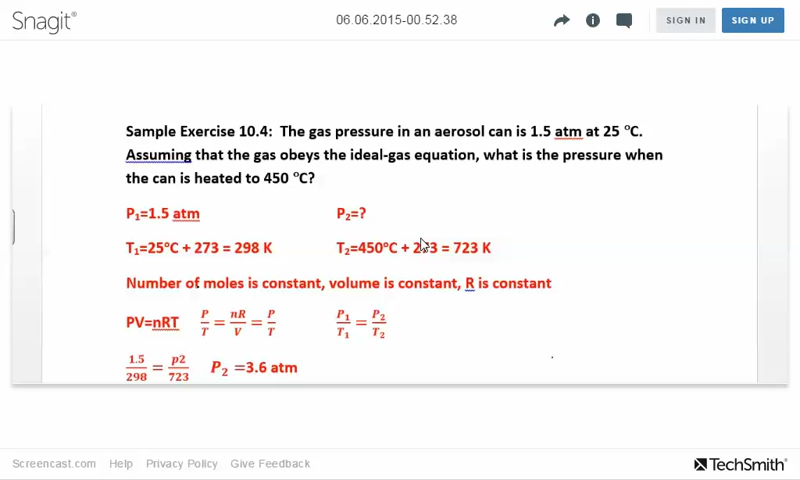 Snagit®
06.06.2015-00.52.38
SIGN IN
SIGN UP
Sample Exercise 10.4: The gas pressure in an aerosol can is 1.5 atm at 25 °C.
Assuming that the gas obeys the ideal-gas equation, what is the pressure when
the can is heated to 450 °C?
P₁=1.5 atm P₂=?
T₁=25°C + 273 = 298 K T₂=450°C + 273 = 723 K
Number of moles is constant, volume is constant, R is constant
PV=nRT P/T = nR/V = P/T P₁/T₁ = P₂/T₂
1.5/298 = p2/723 P₂ =3.6 atm
Screencast.com Help Privacy Policy Give Feedback
TechSmith®